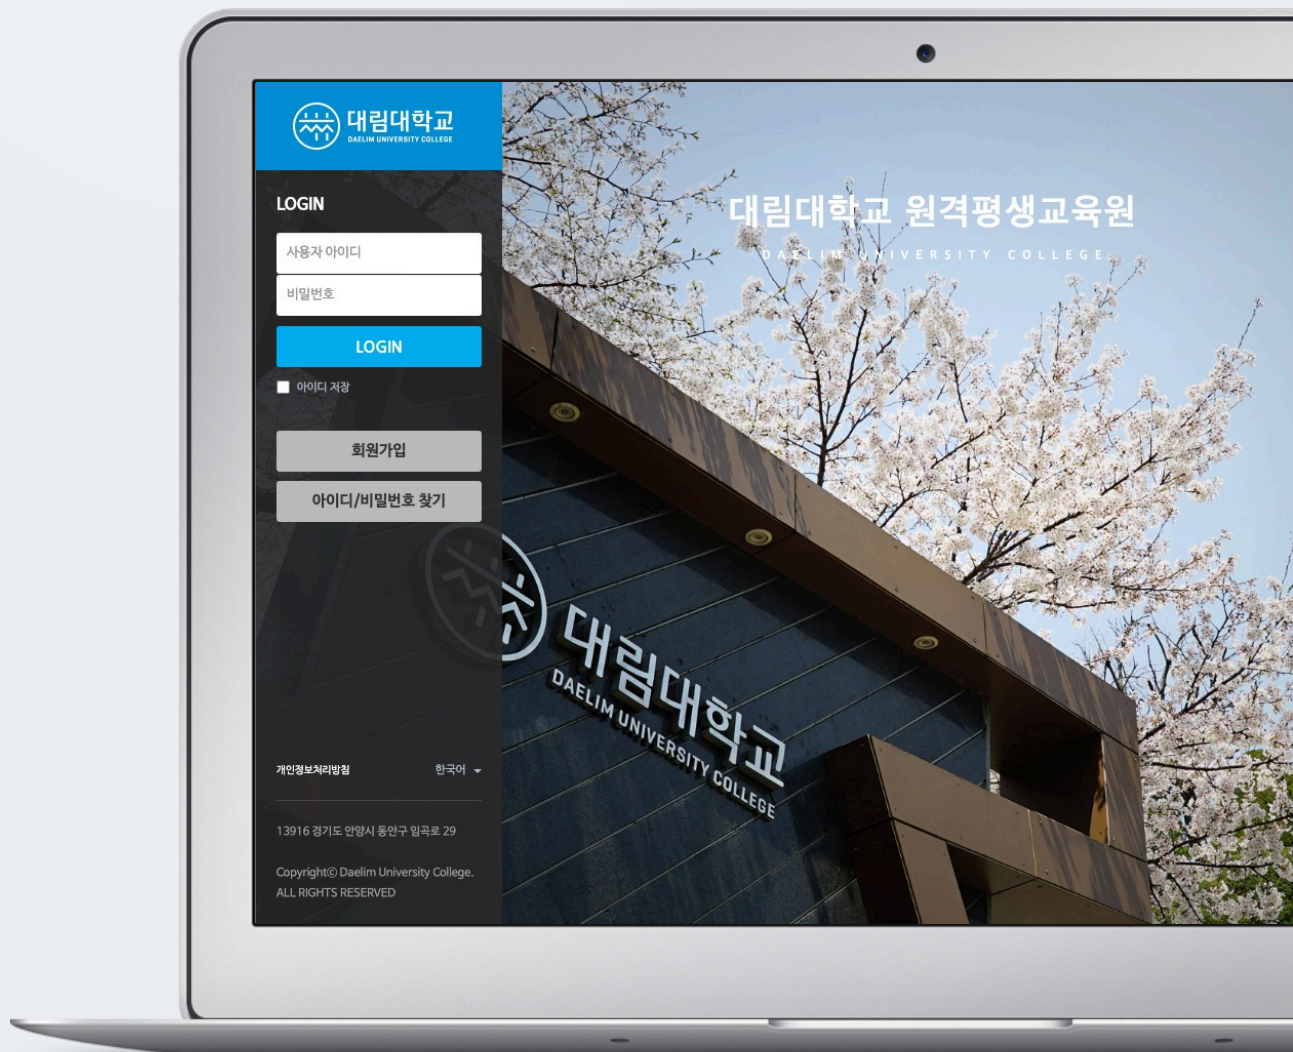 대림대학교
DAELIM UNIVERSITY COLLEGE
LOGIN
사용자 아이디
비밀번호
LOGIN
아이디 저장
회원가입
아이디/비밀번호 찾기
개인정보처리방침 한국어
13916 경기도 안양시 동안구 임곡로 29
Copyright© Daelim University College.
ALL RIGHTS RESERVED
대림대학교 원격평생교육원
DAELIM UNIVERSITY COLLEGE
대림대학교
DAELIM UNIVERSITY COLLEGE